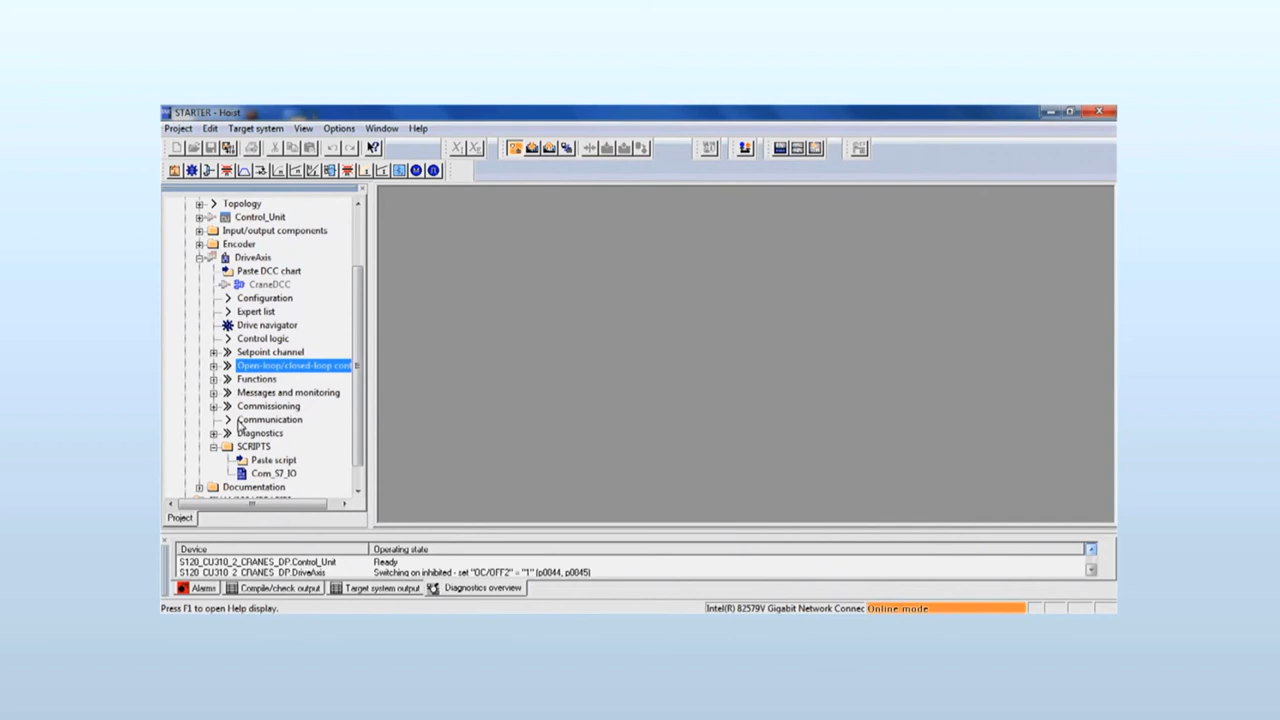 STARTER - Hoist
Project Edit Target system View Options Window Help
Topology
Control_Unit
Input/output components
Encoder
DriveAxis
Paste DCC chart
CraneDCC
Configuration
Expert list
Drive navigator
Control logic
Setpoint channel
Open-loop/closed-loop cont
Functions
Messages and monitoring
Commissioning
Communication
Diagnostics
SCRIPTS
Paste script
Com_S7_IO
Documentation
Project
Device Operating state
S120_CU310_2_CRANES_DP.Control_Unit Ready
S120_CU310_2_CRANES_DP.DriveAxis Switching on inhibited - set "OC/OFF2" = "1" (p0844, p0845)
Alarms Compile/check output Target system output Diagnostics overview
Press F1 to open Help display. Intel(R) 82579V Gigabit Network Connec Online mode